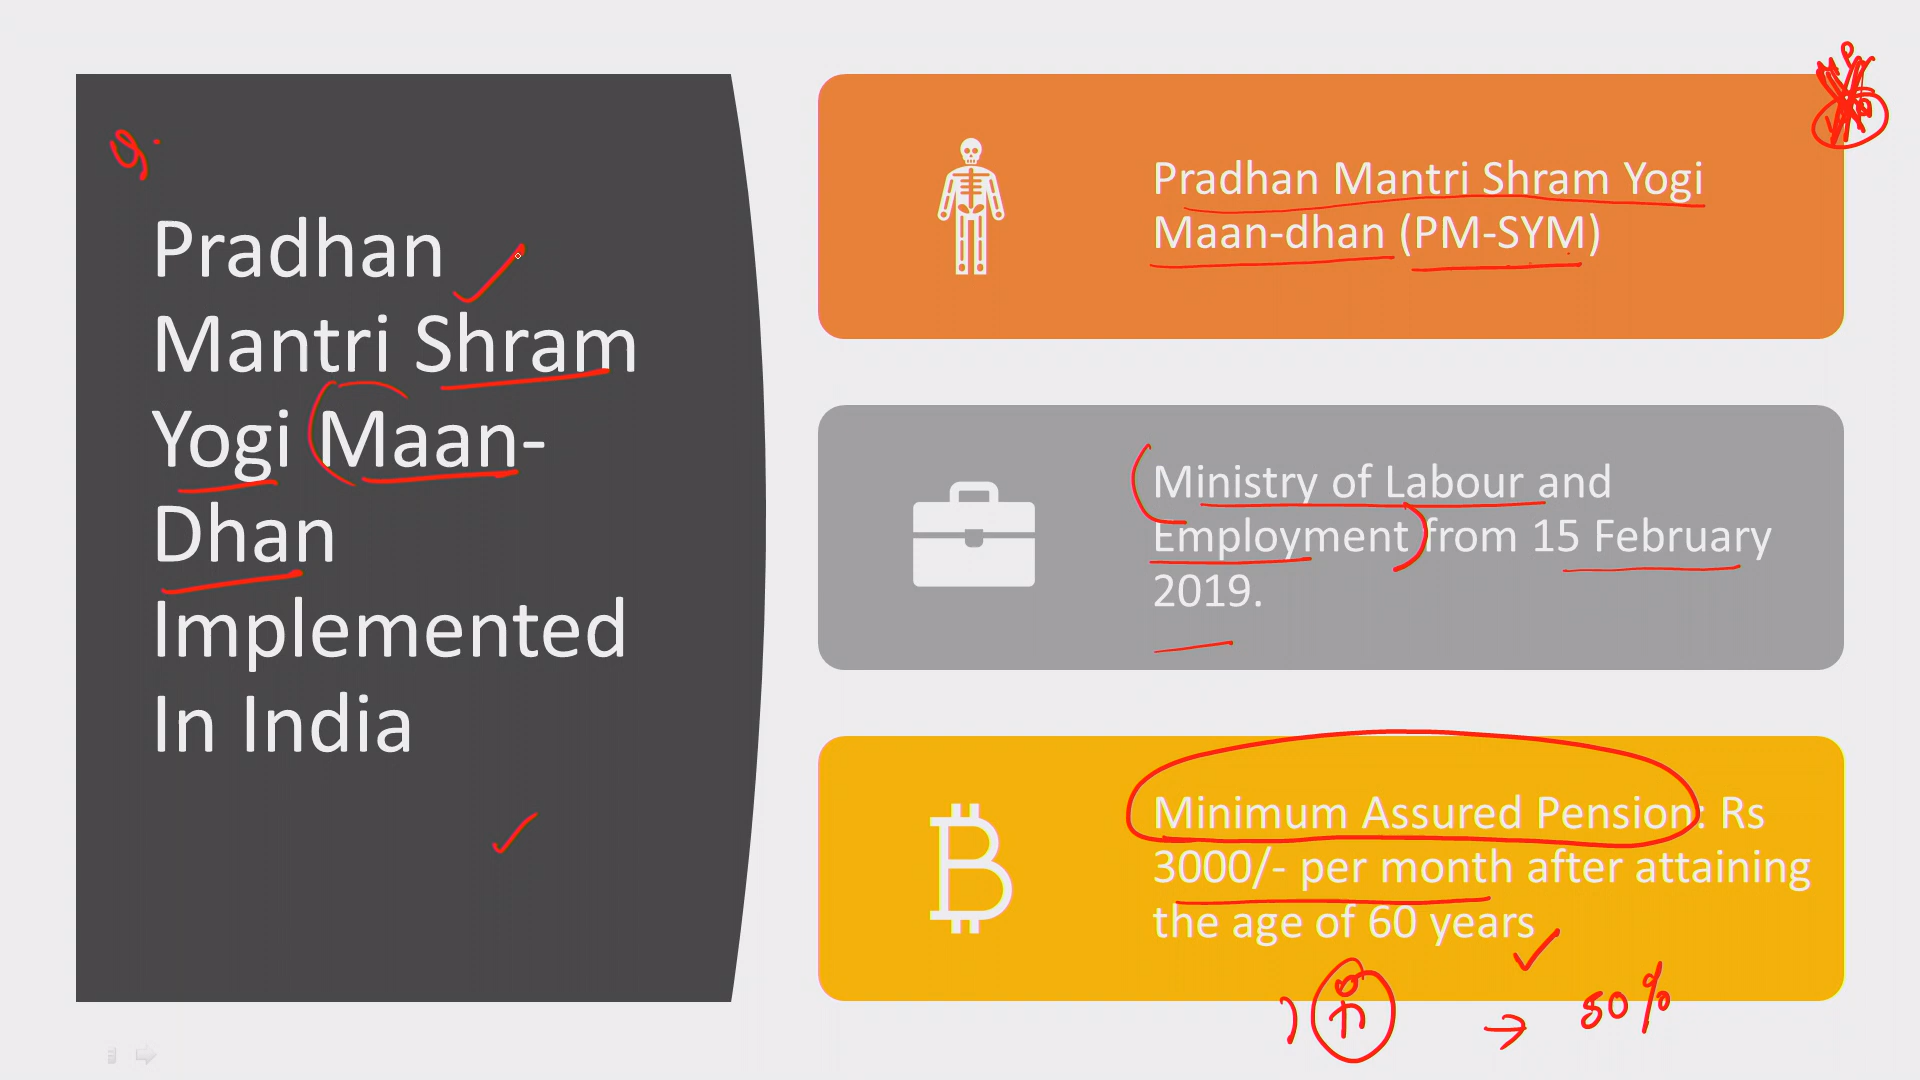 Pradhan
Mantri Shram
Yogi Maan-
Dhan
Implemented
In India
Pradhan Mantri Shram Yogi
Maan-dhan (PM-SYM)
Ministry of Labour and
Employment from 15 February
2019.
Minimum Assured Pension: Rs
3000/- per month after attaining
the age of 60 years
50%